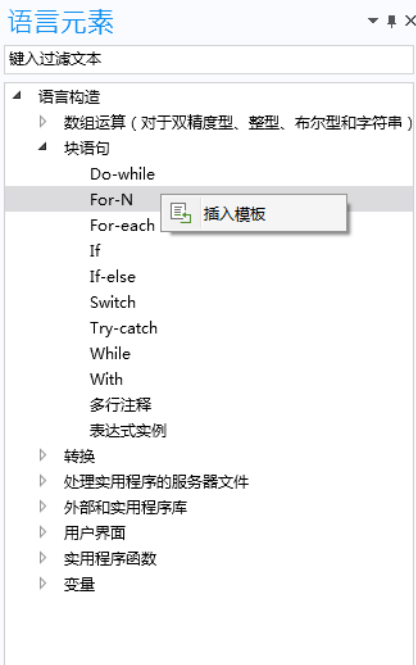 语言元素
键入过滤文本
语言构造
数组运算（对于双精度型、整型、布尔型和字符串）
块语句
Do-while
For-N
插入模板
For-each
If
If-else
Switch
Try-catch
While
With
多行注释
表达式实例
转换
处理实用程序的服务器文件
外部和实用程序库
用户界面
实用程序函数
变量